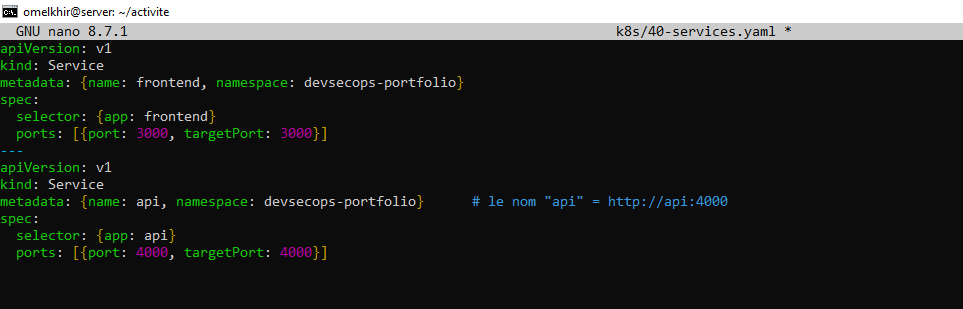 omelkhir@server: ~/activite
GNU nano 8.7.1 k8s/40-services.yaml *
apiVersion: v1
kind: Service
metadata: {name: frontend, namespace: devsecops-portfolio}
spec:
  selector: {app: frontend}
  ports: [{port: 3000, targetPort: 3000}]
---
apiVersion: v1
kind: Service
metadata: {name: api, namespace: devsecops-portfolio}      # le nom "api" = http://api:4000
spec:
  selector: {app: api}
  ports: [{port: 4000, targetPort: 4000}]